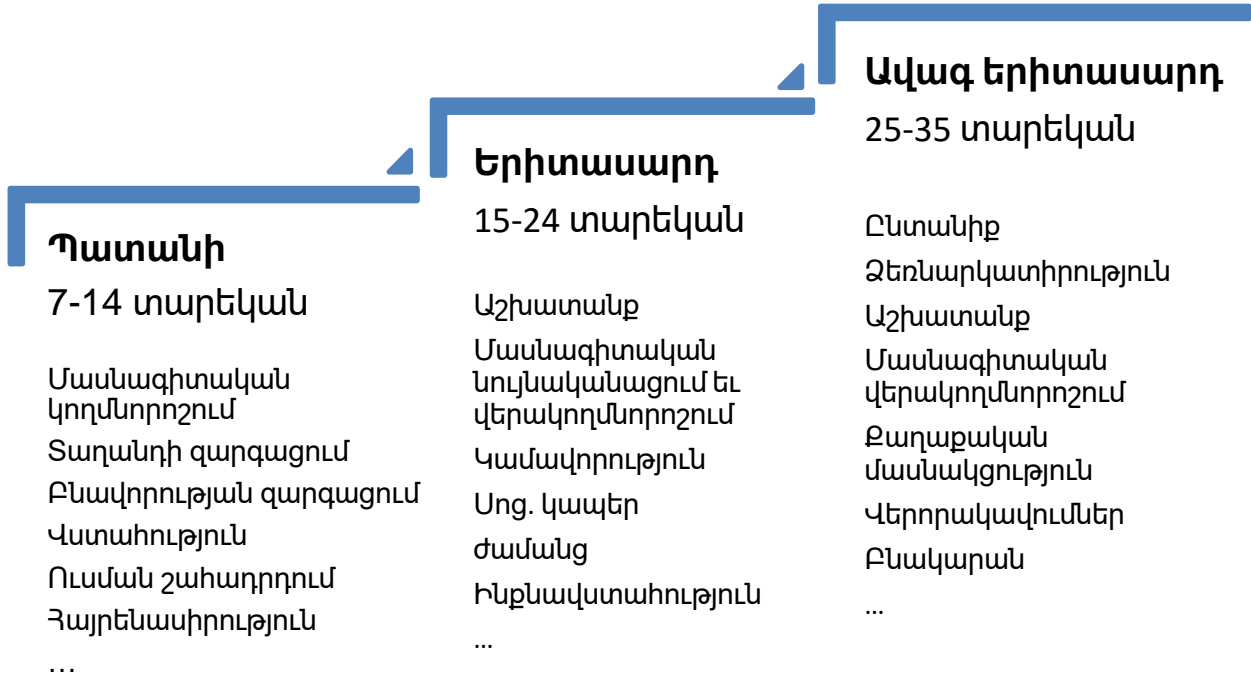 Պատանի
7-14 տարեկան
Մասնագիտական
կողմնորոշում
Տաղանդի զարգացում
Բնավորության զարգացում
Վստահություն
Ուսման շահադրդում
Հայրենասիրություն
…
Երիտասարդ
15-24 տարեկան
Աշխատանք
Մասնագիտական
նույնականացում եւ
վերակողմնորոշում
Կամավորություն
Սոց. կապեր
ժամանց
Ինքնավստահություն
…
Ավագ երիտասարդ
25-35 տարեկան
Ընտանիք
Ձեռնարկատիրություն
Աշխատանք
Մասնագիտական
վերակողմնորոշում
Քաղաքական
մասնակցություն
Վերորակավումներ
Բնակարան
…